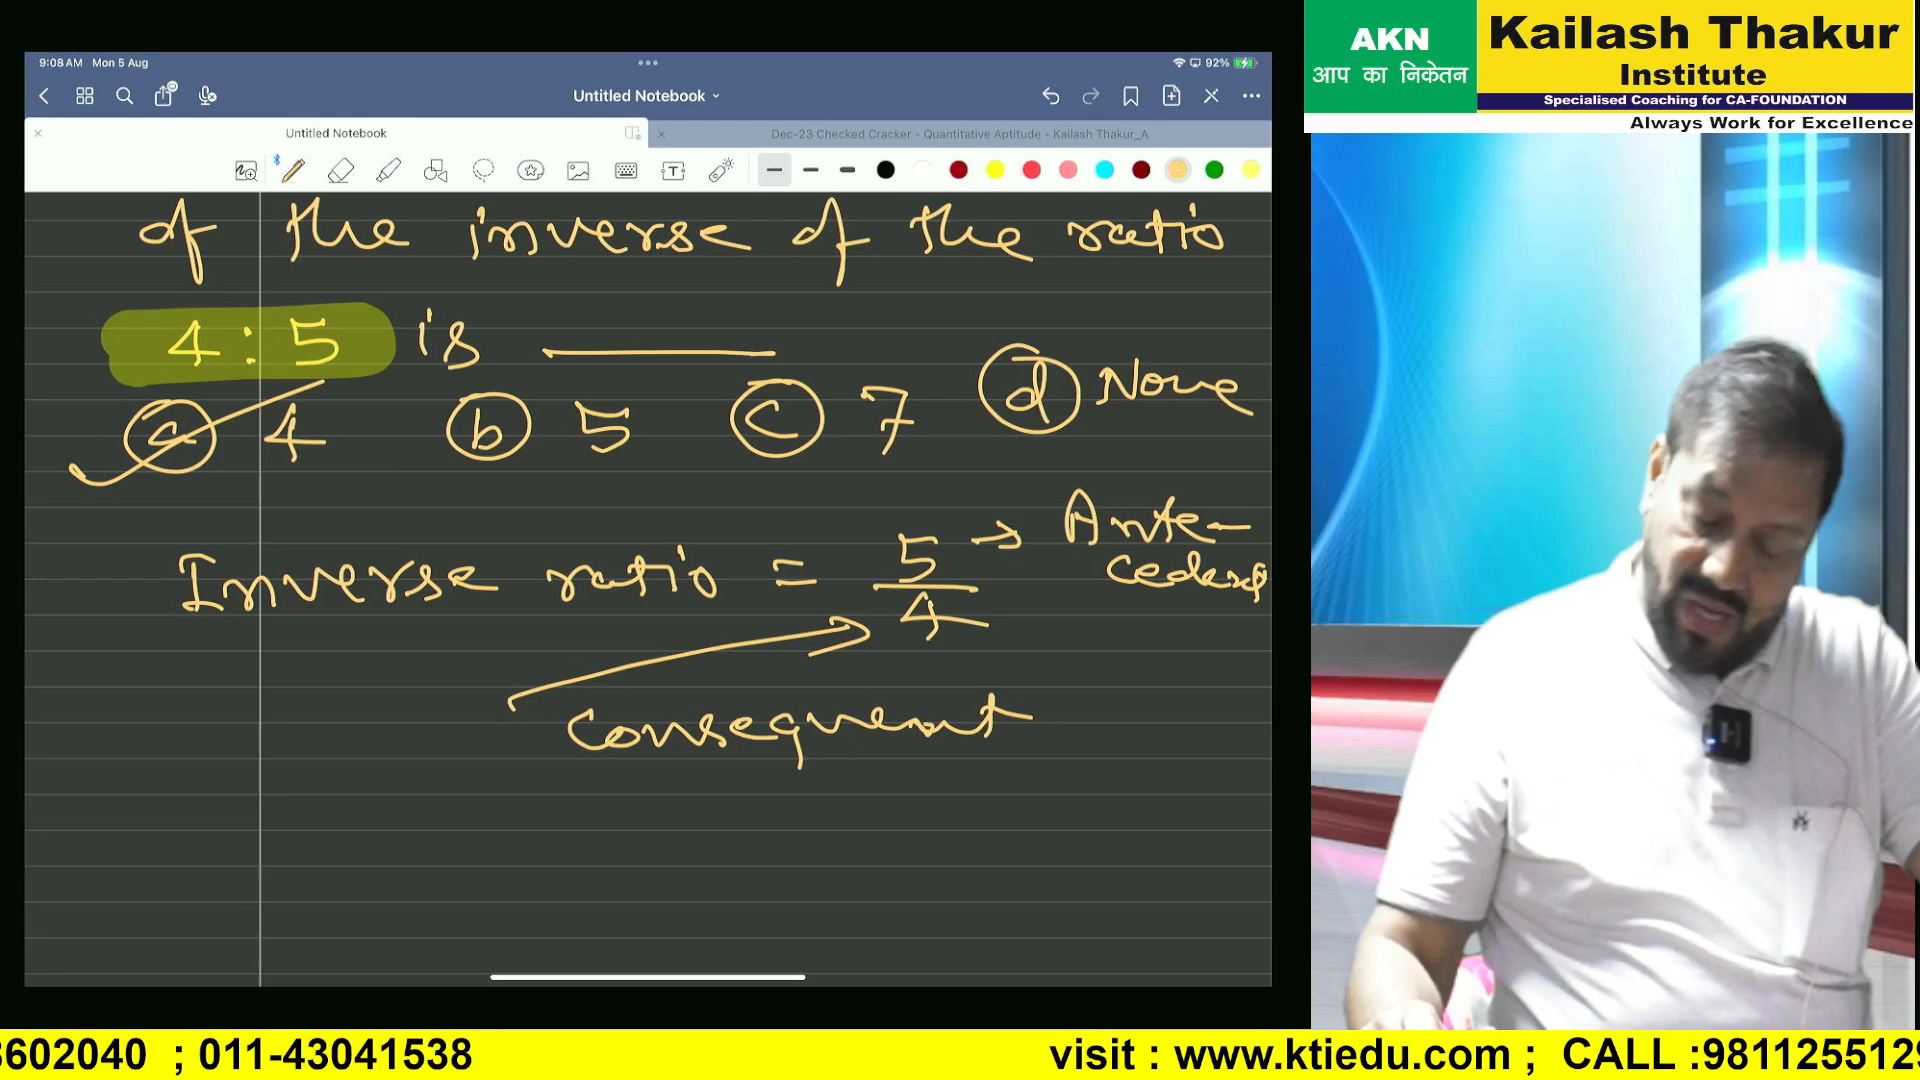 AKN
आप का निकेतन
Kailash Thakur
Institute
Specialised Coaching for CA-FOUNDATION
Always Work for Excellence
9:08 AM Mon 5 Aug
92%
Untitled Notebook
Untitled Notebook
Dec-23 Checked Cracker - Quantitative Aptitude - Kailash Thakur_A
of the inverse of the ratio
4 : 5 is
a 4 b 5 c 7 d None
Inverse ratio = 5/4 → Ante-
cedent
Consequent
602040 ; 011-43041538
visit : www.ktiedu.com ; CALL :981125512